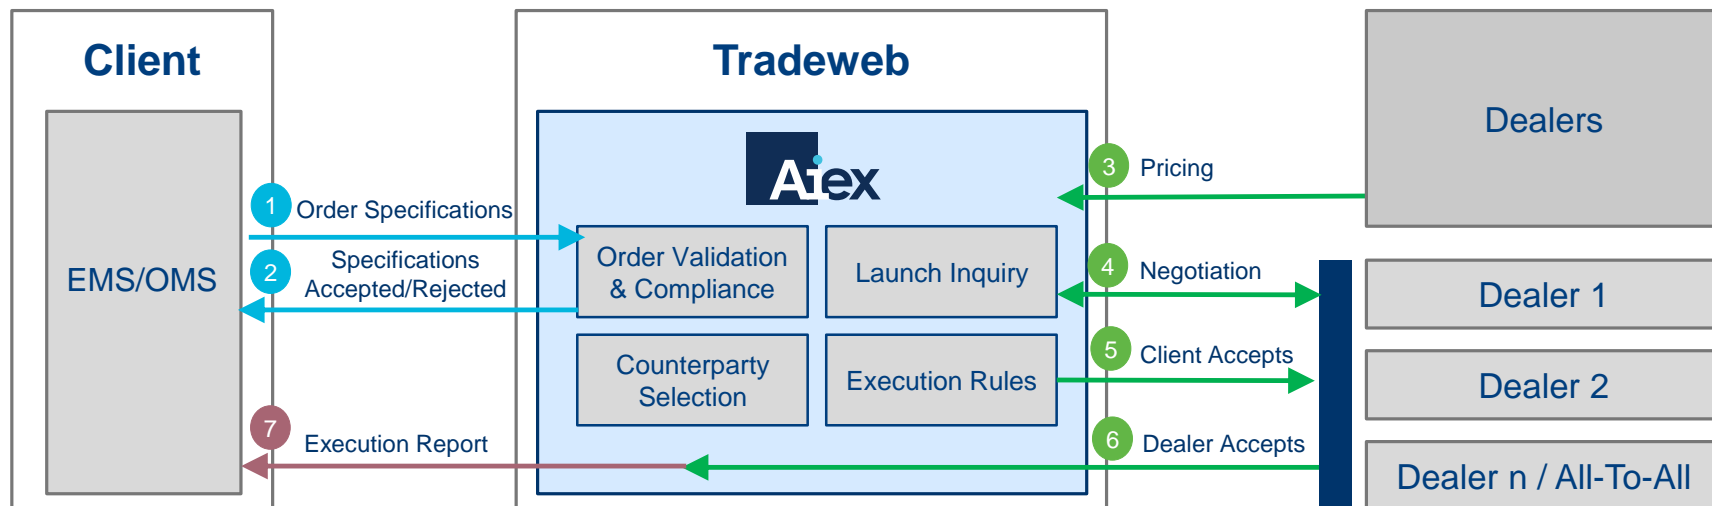 Client
EMS/OMS
1
Order Specifications
2
Specifications
Accepted/Rejected
7
Execution Report
Tradeweb
Aiex
Order Validation
& Compliance
Launch Inquiry
Counterparty
Selection
Execution Rules
3
Pricing
4
Negotiation
5
Client Accepts
6
Dealer Accepts
Dealers
Dealer 1
Dealer 2
Dealer n / All-To-All